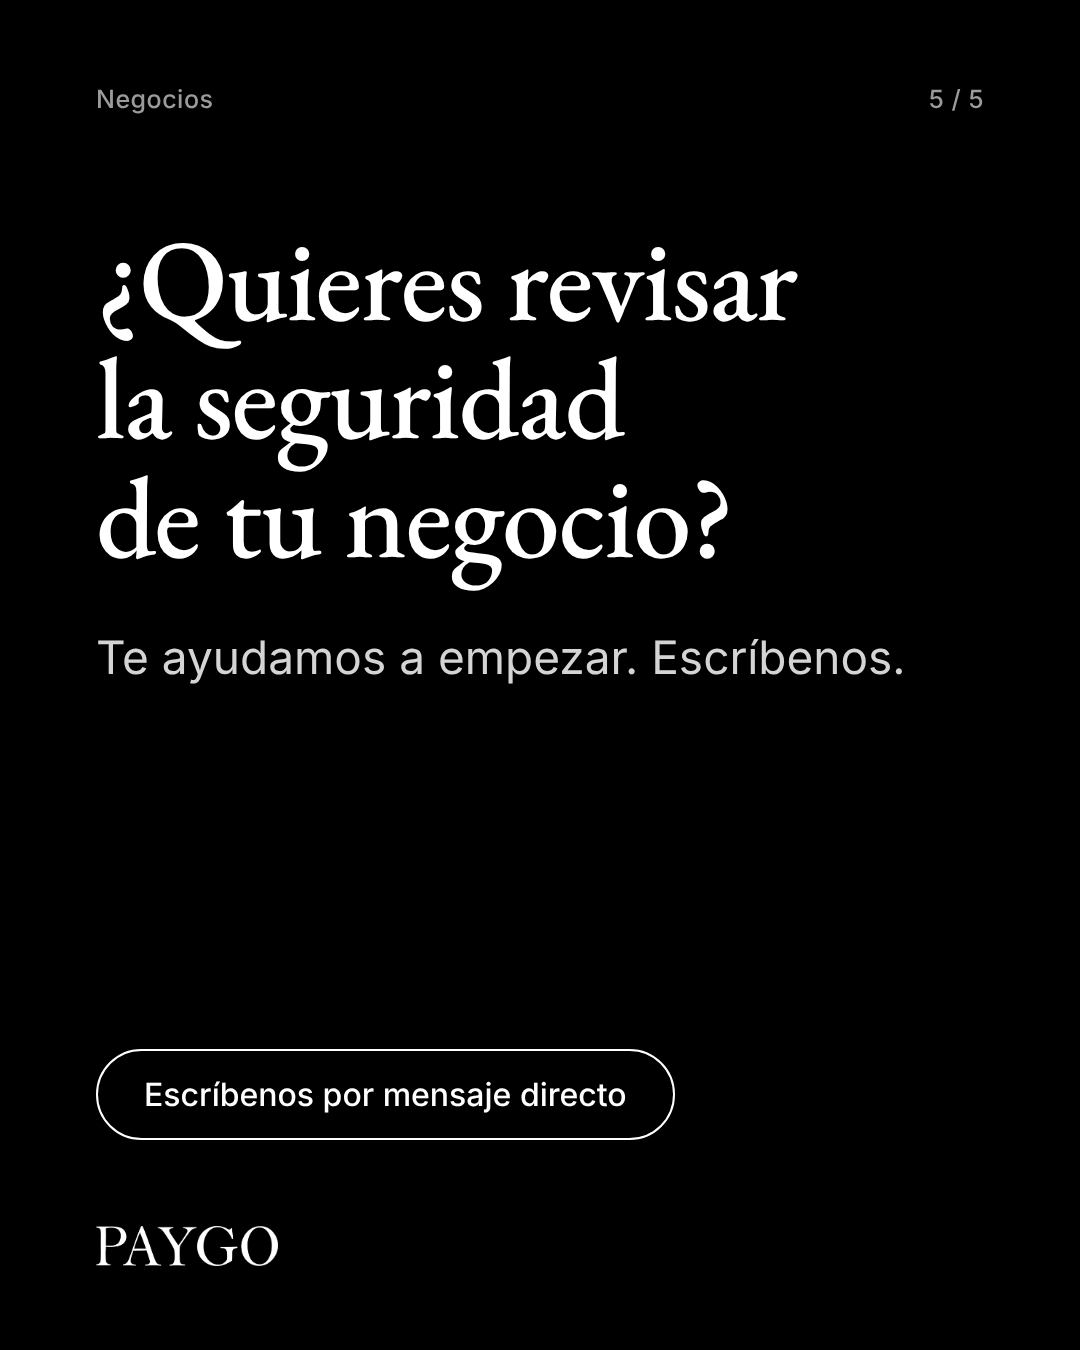 Negocios
5 / 5
¿Quieres revisar
la seguridad
de tu negocio?
Te ayudamos a empezar. Escríbenos.
Escríbenos por mensaje directo
PAYGO